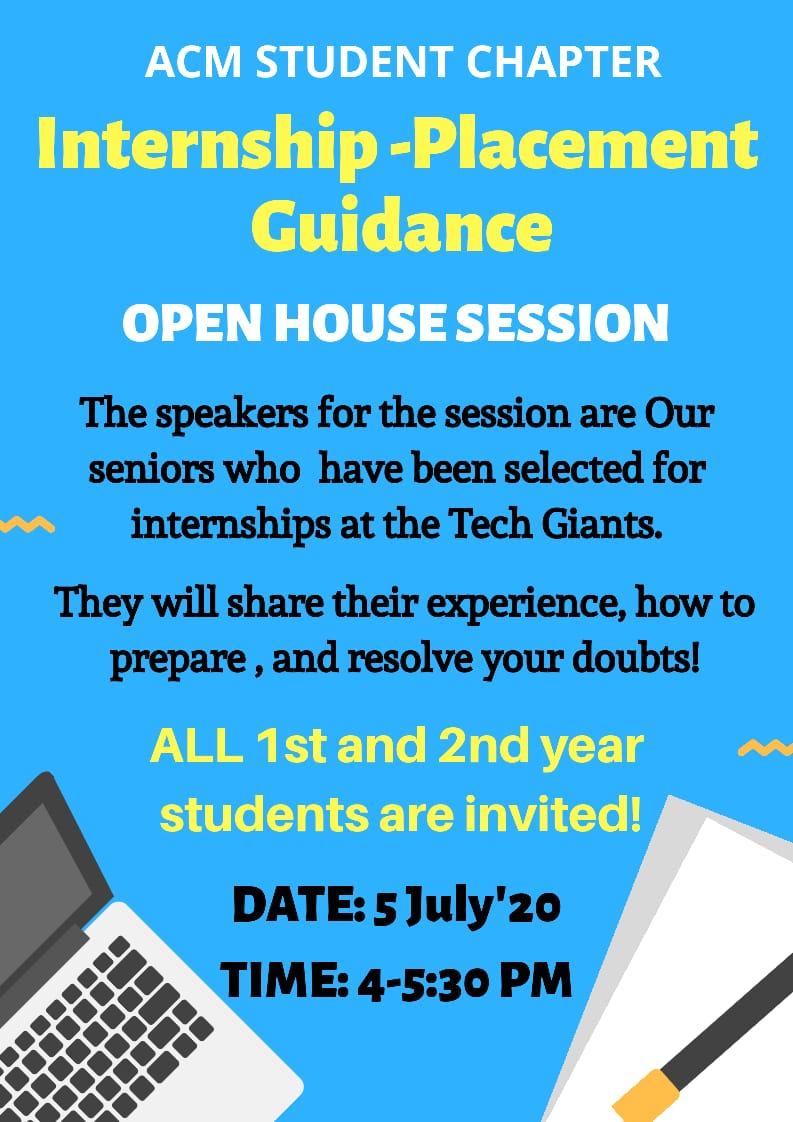 ACM STUDENT CHAPTER
Internship -Placement
Guidance
OPEN HOUSE SESSION
The speakers for the session are Our
seniors who have been selected for
internships at the Tech Giants.
They will share their experience, how to
prepare , and resolve your doubts!
ALL 1st and 2nd year
students are invited!
DATE: 5 July'20
TIME: 4-5:30 PM